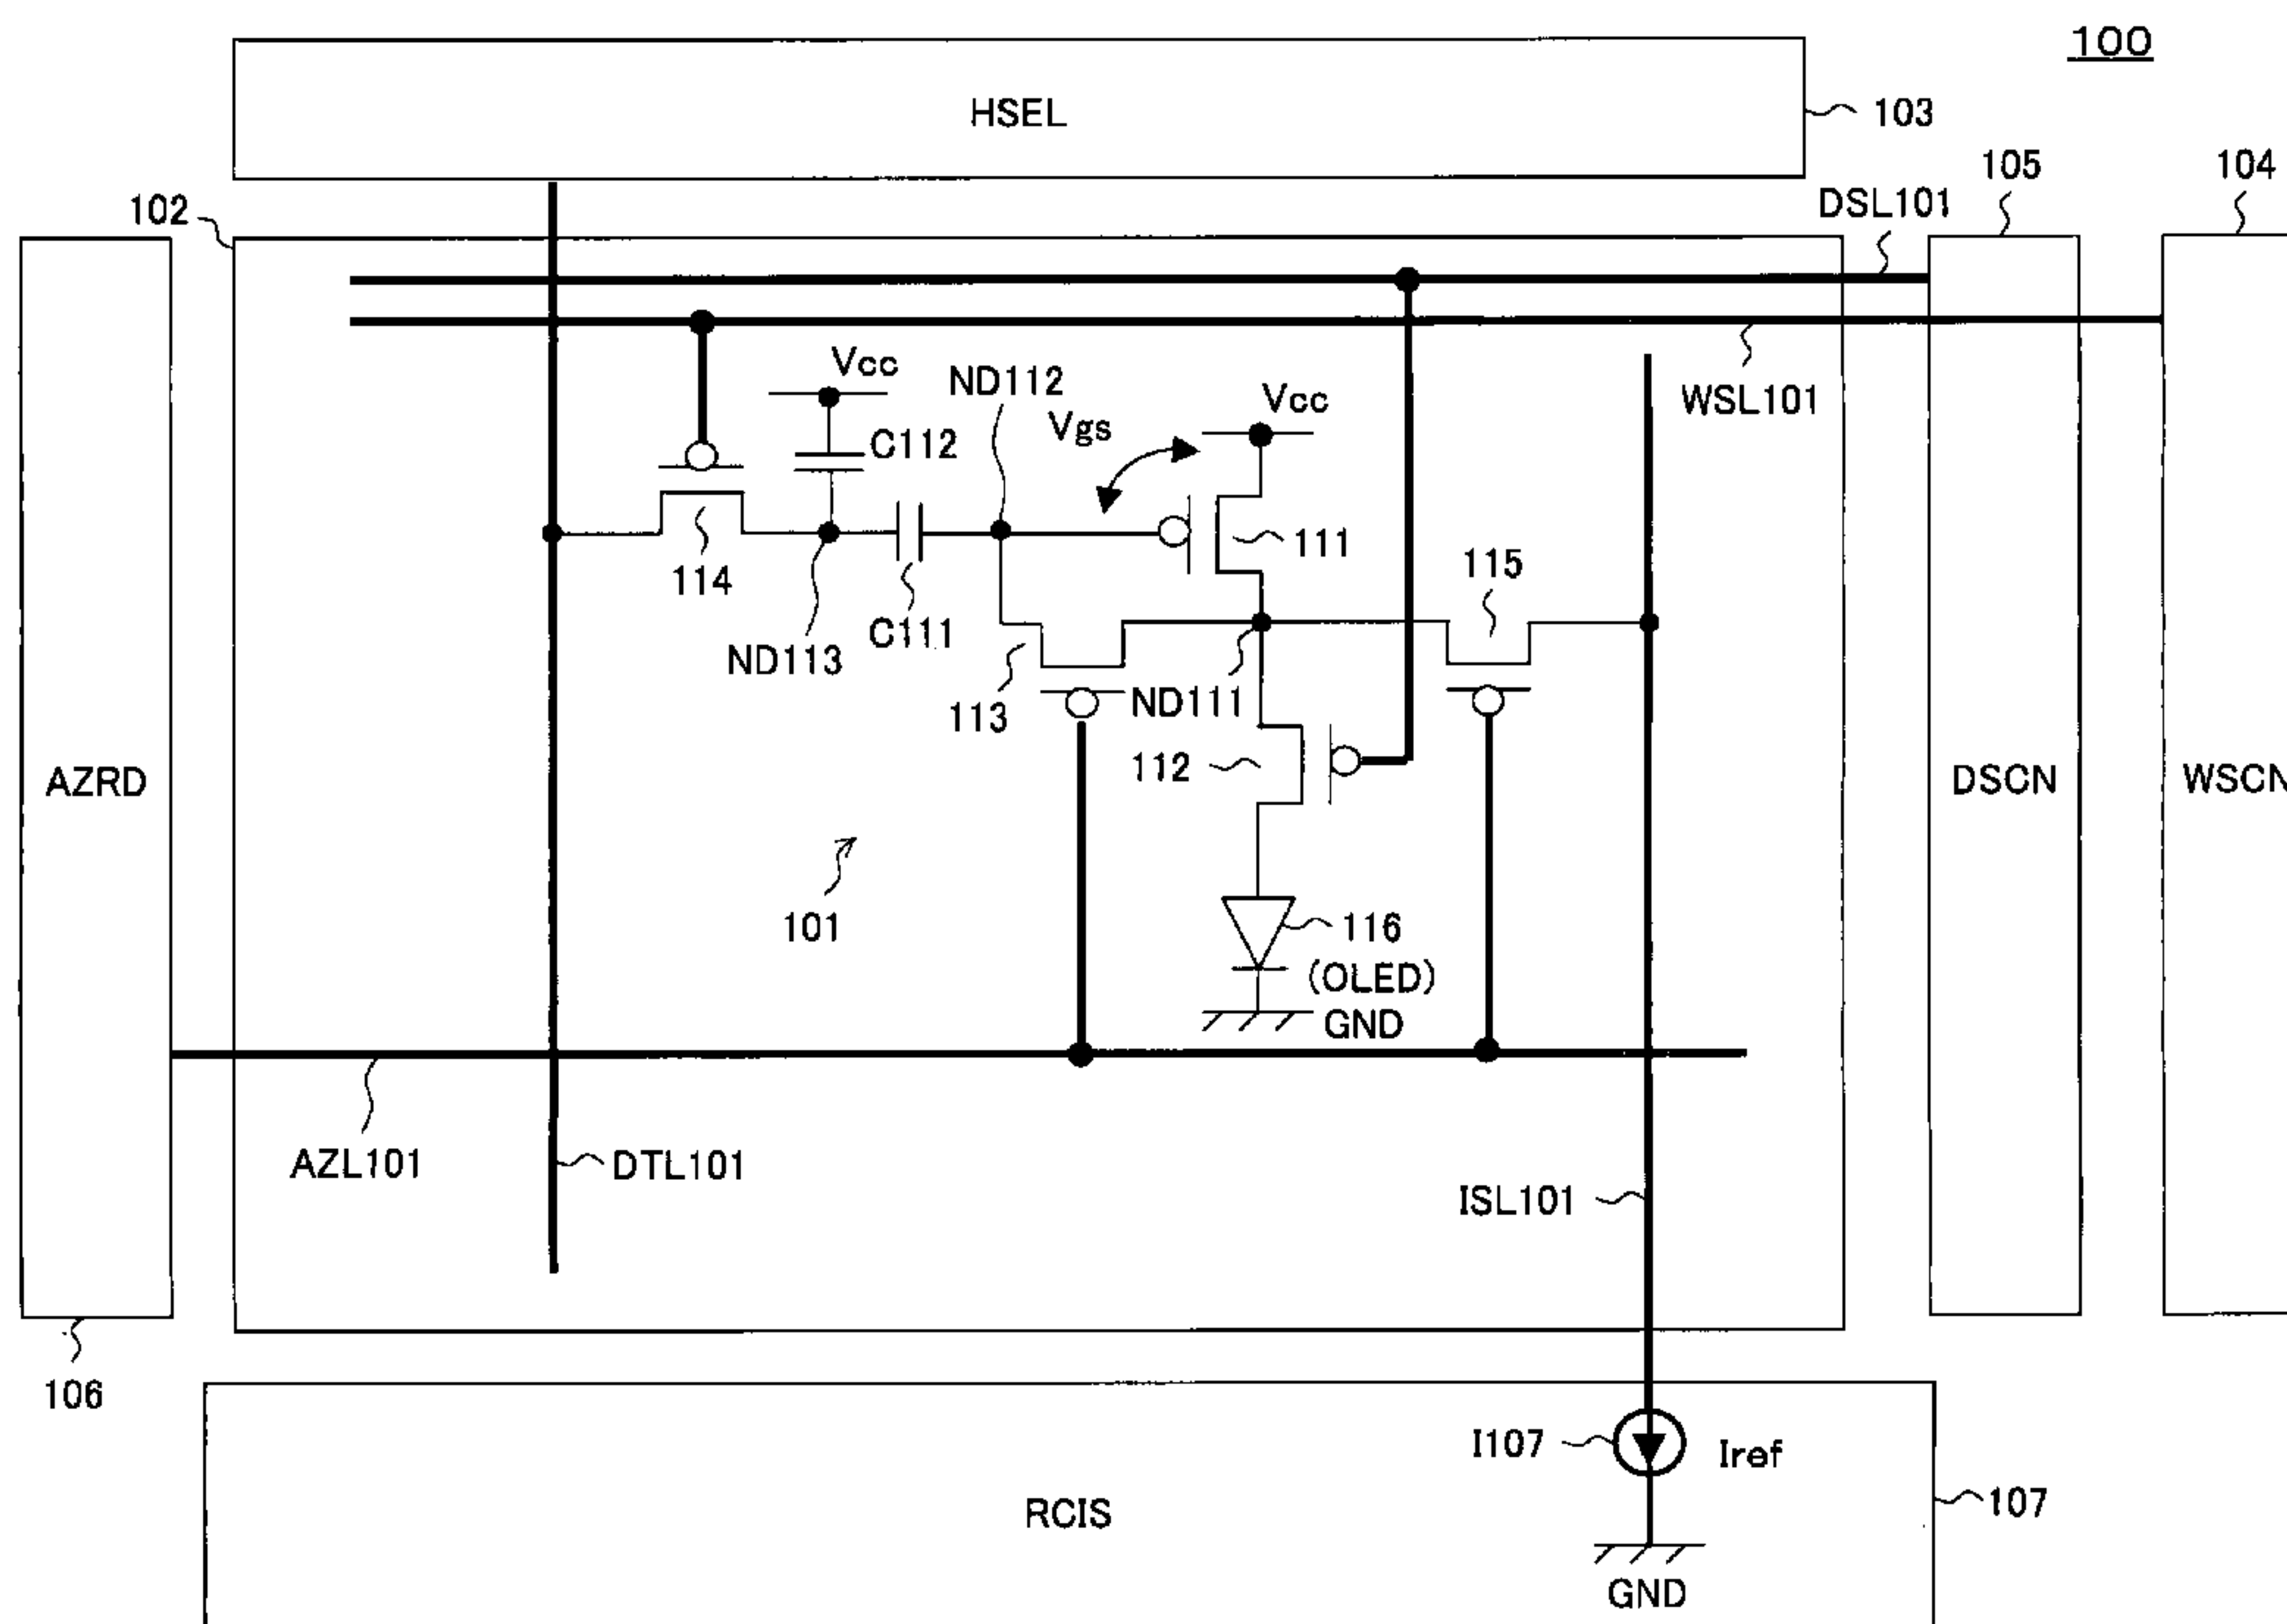 100
HSEL
103
105
104
102
DSL101
Vcc
ND112
Vcc
WSL101
Vgs
C112
111
115
114
C111
ND113
ND111
113
112
AZRD
DSCN
WSCN
101
116
(OLED)
GND
AZL101
DTL101
ISL101
106
I107
Iref
107
RCIS
GND